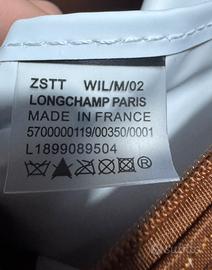 ZSTT WIL/M/02
LONGCHAMP PARIS
MADE IN FRANCE
5700000119/00350/0001
L1899089504